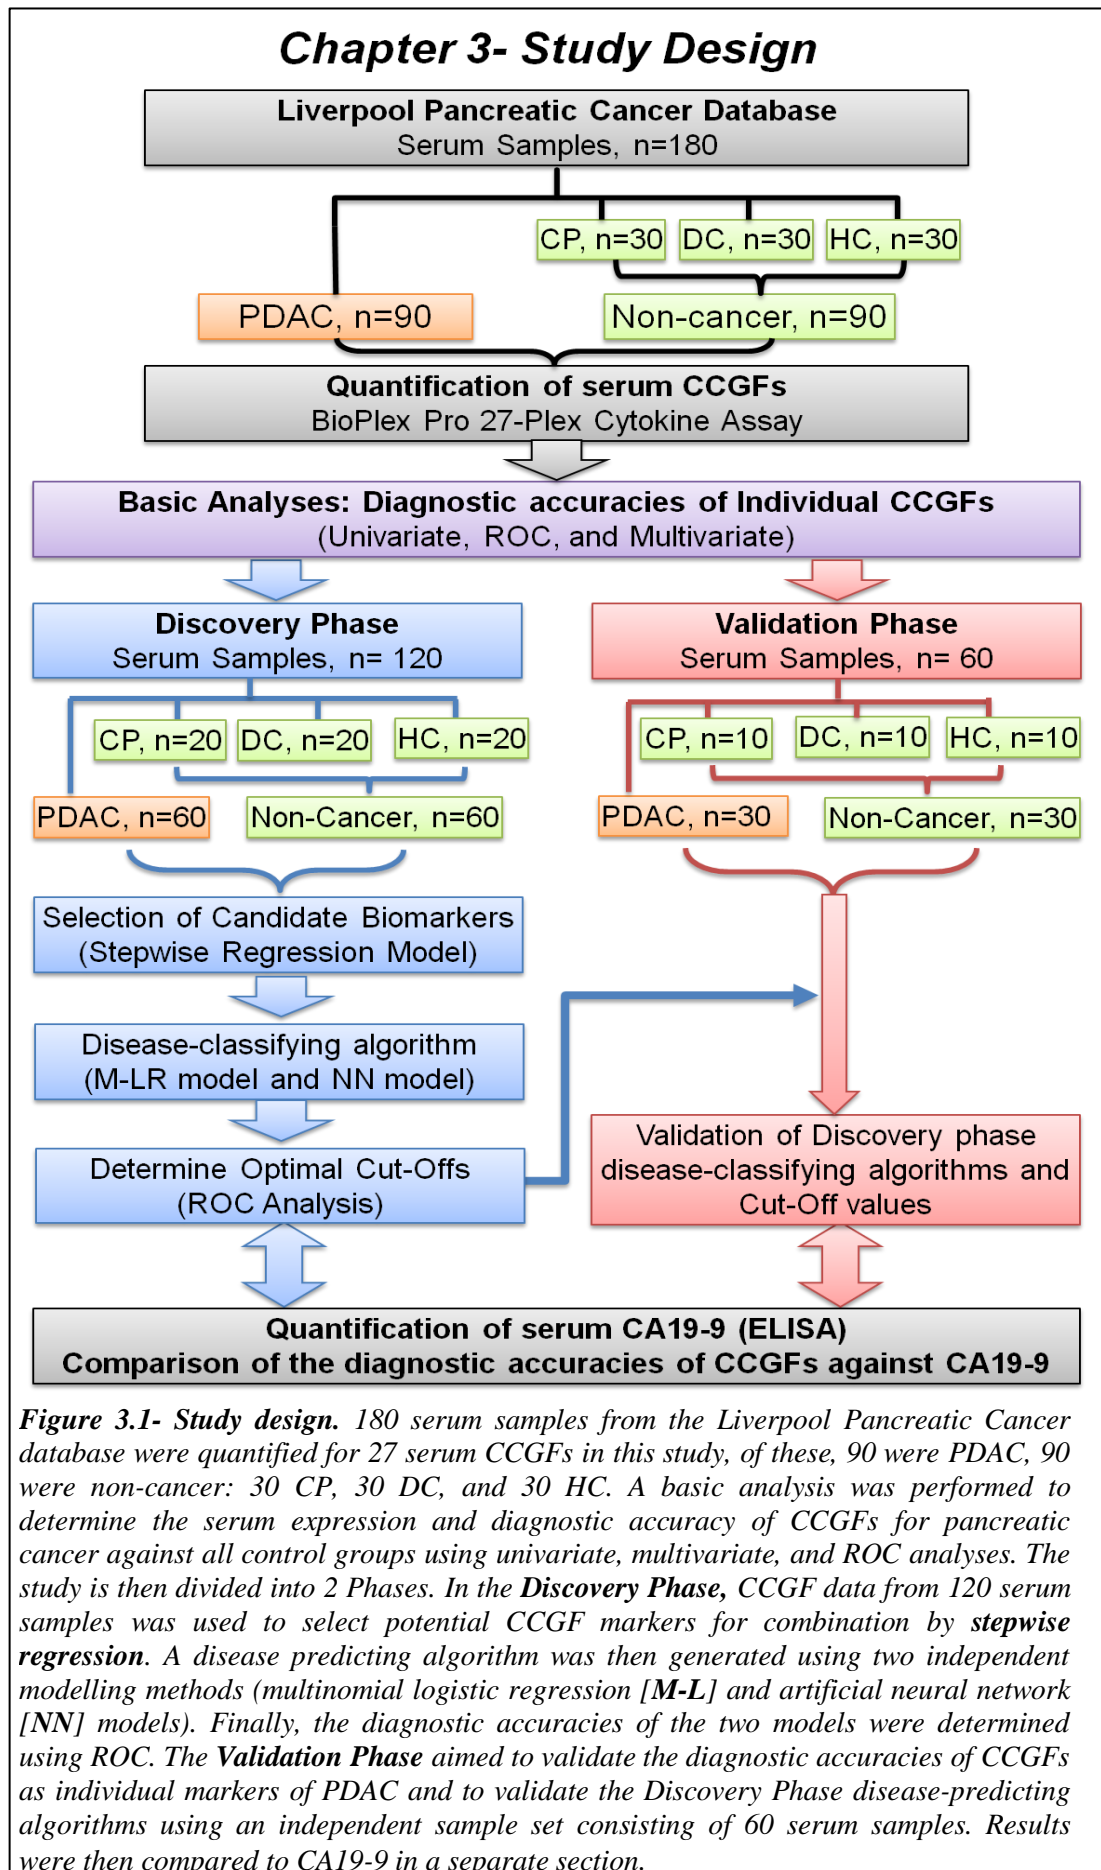 Chapter 3- Study Design
Liverpool Pancreatic Cancer Database
Serum Samples, n=180
CP, n=30
DC, n=30
HC, n=30
PDAC, n=90
Non-cancer, n=90
Quantification of serum CCGFs
BioPlex Pro 27-Plex Cytokine Assay
Basic Analyses: Diagnostic accuracies of Individual CCGFs
(Univariate, ROC, and Multivariate)
Discovery Phase
Serum Samples, n= 120
CP, n=20
DC, n=20
HC, n=20
PDAC, n=60
Non-Cancer, n=60
Selection of Candidate Biomarkers
(Stepwise Regression Model)
Disease-classifying algorithm
(M-LR model and NN model)
Determine Optimal Cut-Offs
(ROC Analysis)
Validation Phase
Serum Samples, n= 60
CP, n=10
DC, n=10
HC, n=10
PDAC, n=30
Non-Cancer, n=30
Validation of Discovery phase
disease-classifying algorithms and
Cut-Off values
Quantification of serum CA19-9 (ELISA)
Comparison of the diagnostic accuracies of CCGFs against CA19-9
Figure 3.1- Study design. 180 serum samples from the Liverpool Pancreatic Cancer
database were quantified for 27 serum CCGFs in this study, of these, 90 were PDAC, 90
were non-cancer: 30 CP, 30 DC, and 30 HC. A basic analysis was performed to
determine the serum expression and diagnostic accuracy of CCGFs for pancreatic
cancer against all control groups using univariate, multivariate, and ROC analyses. The
study is then divided into 2 Phases. In the Discovery Phase, CCGF data from 120 serum
samples was used to select potential CCGF markers for combination by stepwise
regression. A disease predicting algorithm was then generated using two independent
modelling methods (multinomial logistic regression [M-L] and artificial neural network
[NN] models). Finally, the diagnostic accuracies of the two models were determined
using ROC. The Validation Phase aimed to validate the diagnostic accuracies of CCGFs
as individual markers of PDAC and to validate the Discovery Phase disease-predicting
algorithms using an independent sample set consisting of 60 serum samples. Results
were then compared to CA19-9 in a separate section.